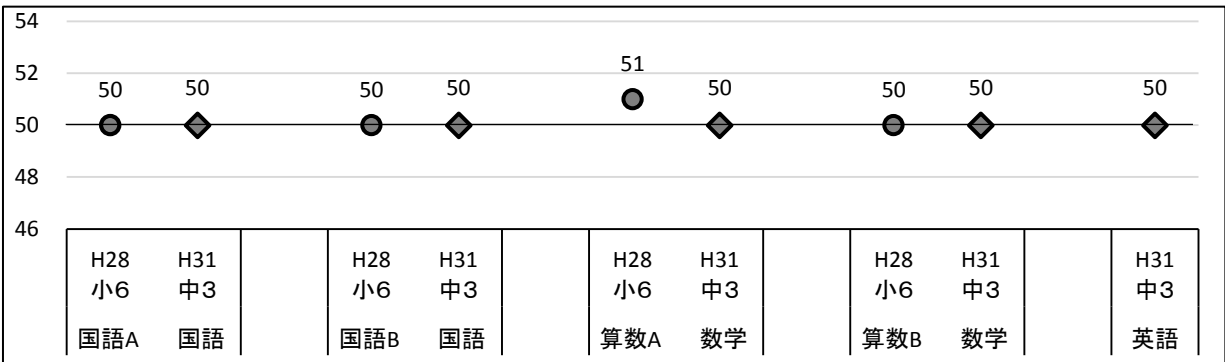 54
52
50
48
46
50 50 50 50 51 50 50 50 50
H28 H31 H28 H31 H28 H31 H28 H31 H31
小6 中3 小6 中3 小6 中3 小6 中3 中3
国語A 国語 国語B 国語 算数A 数学 算数B 数学 英語